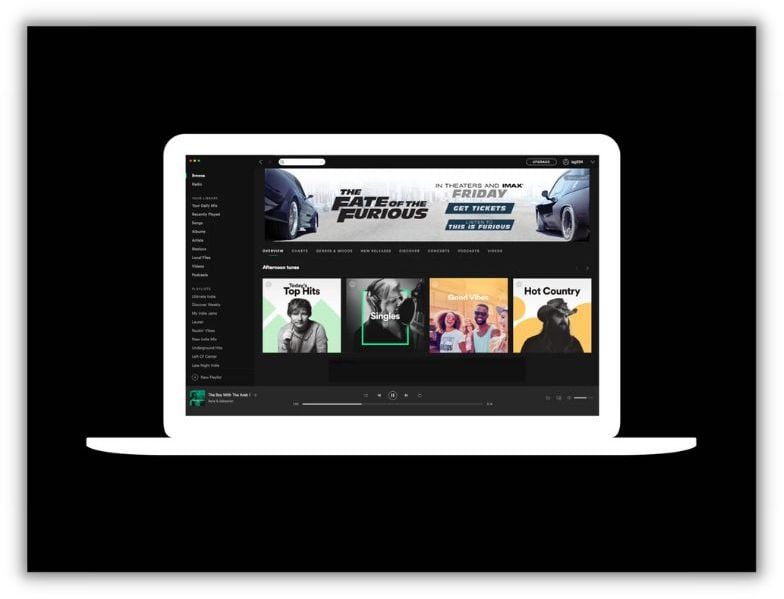 UPGRADE
Browse
Radio
YOUR LIBRARY
Your Daily Mix
Recently Played
Songs
Albums
Artists
Stations
Local Files
Videos
Podcasts
PLAYLISTS
Ultimate Indie
Discover Weekly
My Indie Jams
Laurel
Rockin' Vibes
New Indie Mix
Underground Hits
Left Of Center
Late Night Indie
New Playlist
THE
FATE OF THE
FURIOUS
IN THEATERS AND IMAX
FRIDAY
GET TICKETS
LISTEN TO
THIS IS FURIOUS
OVERVIEW CHARTS GENRES & MOODS NEW RELEASES DISCOVER CONCERTS PODCASTS VIDEOS
Afternoon tunes
Today's
Top Hits
Singles
Good Vibes
Hot Country
The Boy With The Arab
Belle & Sebastian